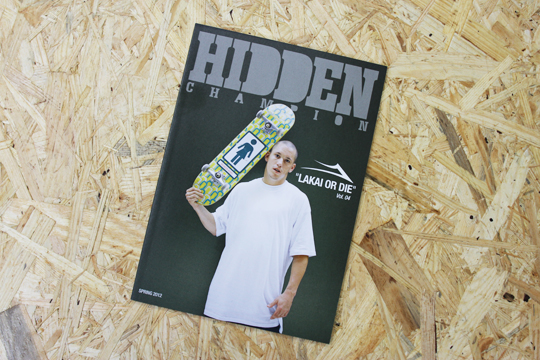 HIDDEN
CHAMPION
"LAKAI OR DIE"
Vol. 04
SPRING 2012